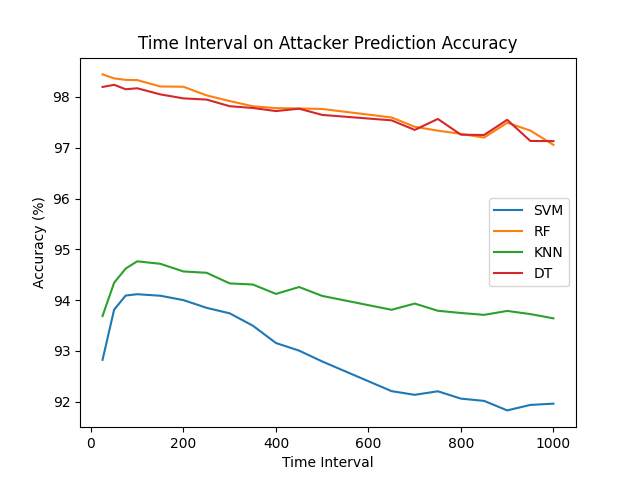 Time Interval on Attacker Prediction Accuracy
98
97
96
95
94
93
92
Accuracy (%)
SVM
RF
KNN
DT
0 200 400 600 800 1000
Time Interval